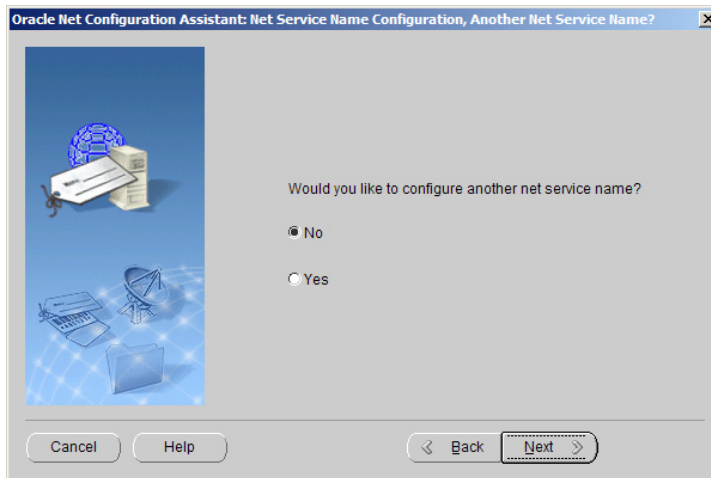 Oracle Net Configuration Assistant: Net Service Name Configuration, Another Net Service Name?
Would you like to configure another net service name?
No
Yes
Cancel
Help
Back
Next